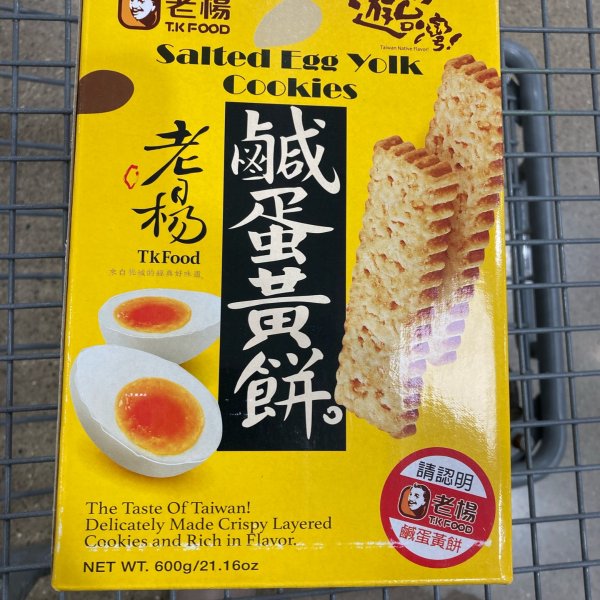 老楊
T.K FOOD
遊台灣!
Taiwan Native Flavor!
Salted Egg Yolk
Cookies
老楊
TkFood
鹹蛋黃餅。
The Taste Of Taiwan!
Delicately Made Crispy Layered
Cookies and Rich in Flavor.
NET WT. 600g/21.16oz
請認明
老楊
T.K FOOD
鹹蛋黃餅